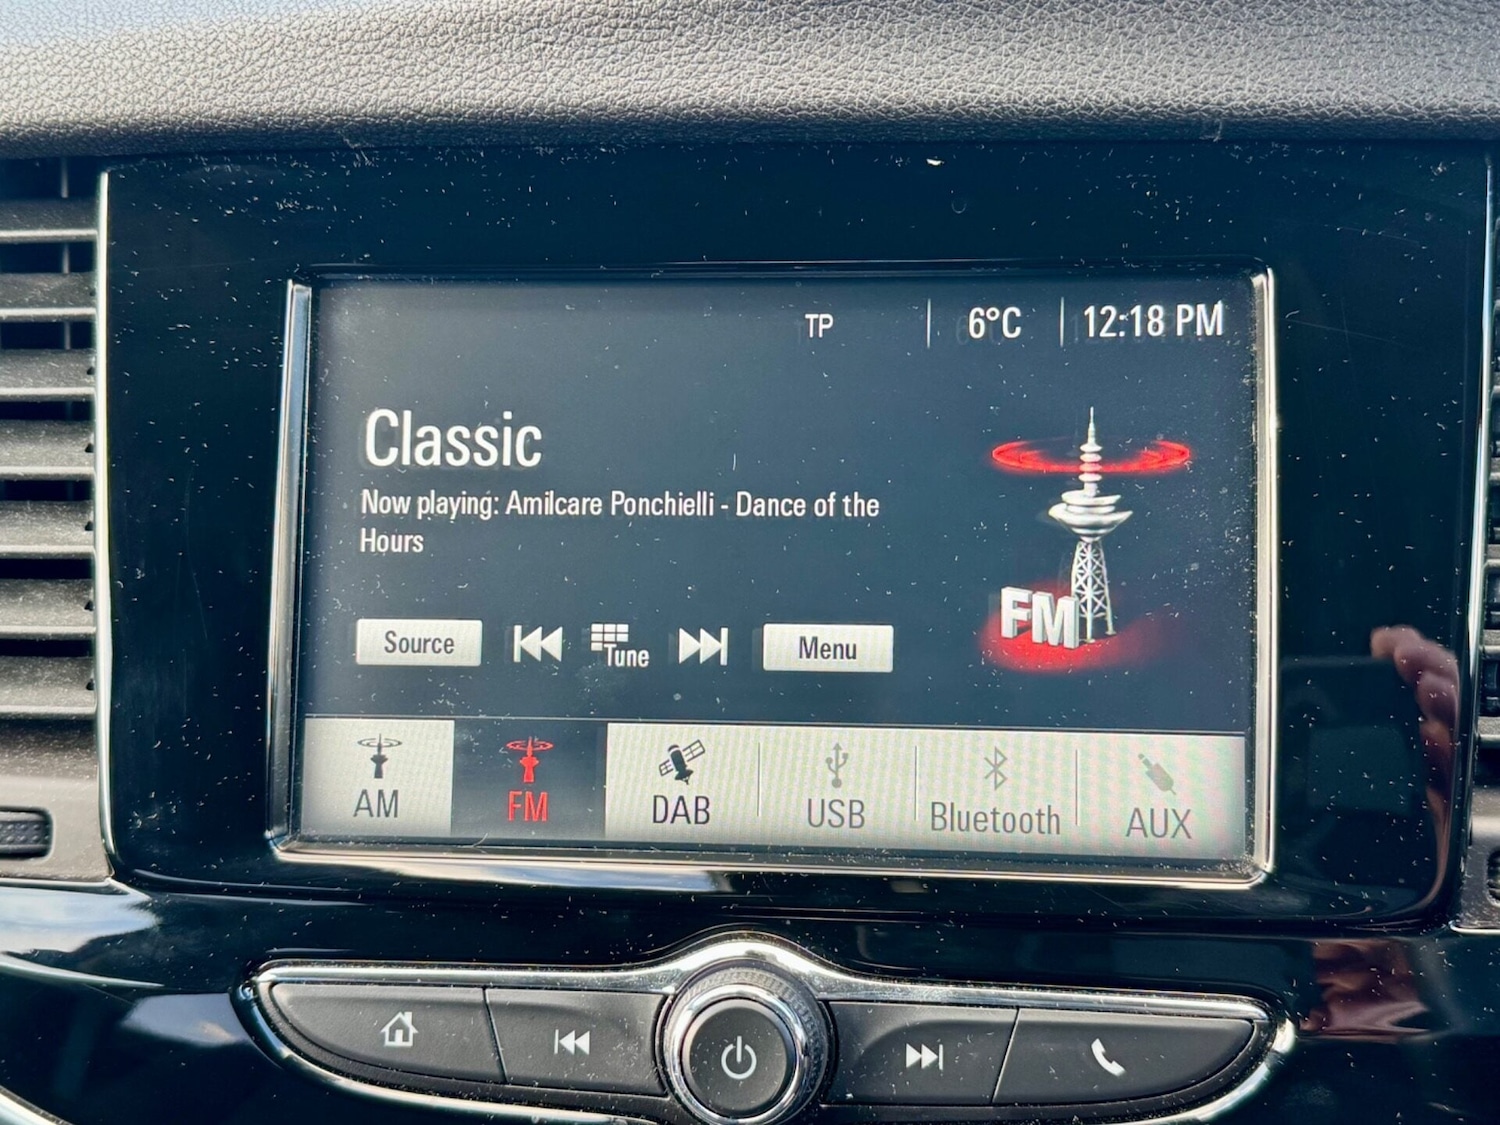 TP 6°C 12:18 PM
Classic
Now playing: Amilcare Ponchielli - Dance of the
Hours
Source Tune Menu
FM
AM FM DAB USB Bluetooth AUX